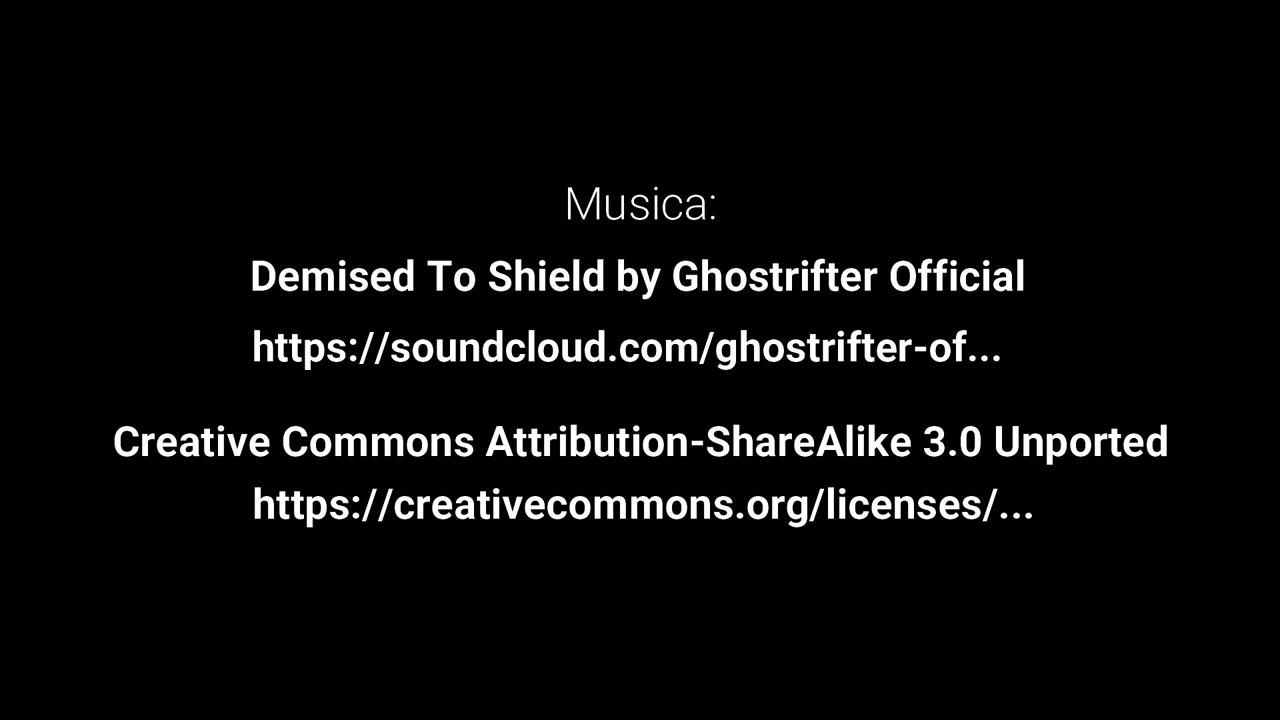 Musica:
Demised To Shield by Ghostrifter Official
https://soundcloud.com/ghostrifter-of...
Creative Commons Attribution-ShareAlike 3.0 Unported
https://creativecommons.org/licenses/...